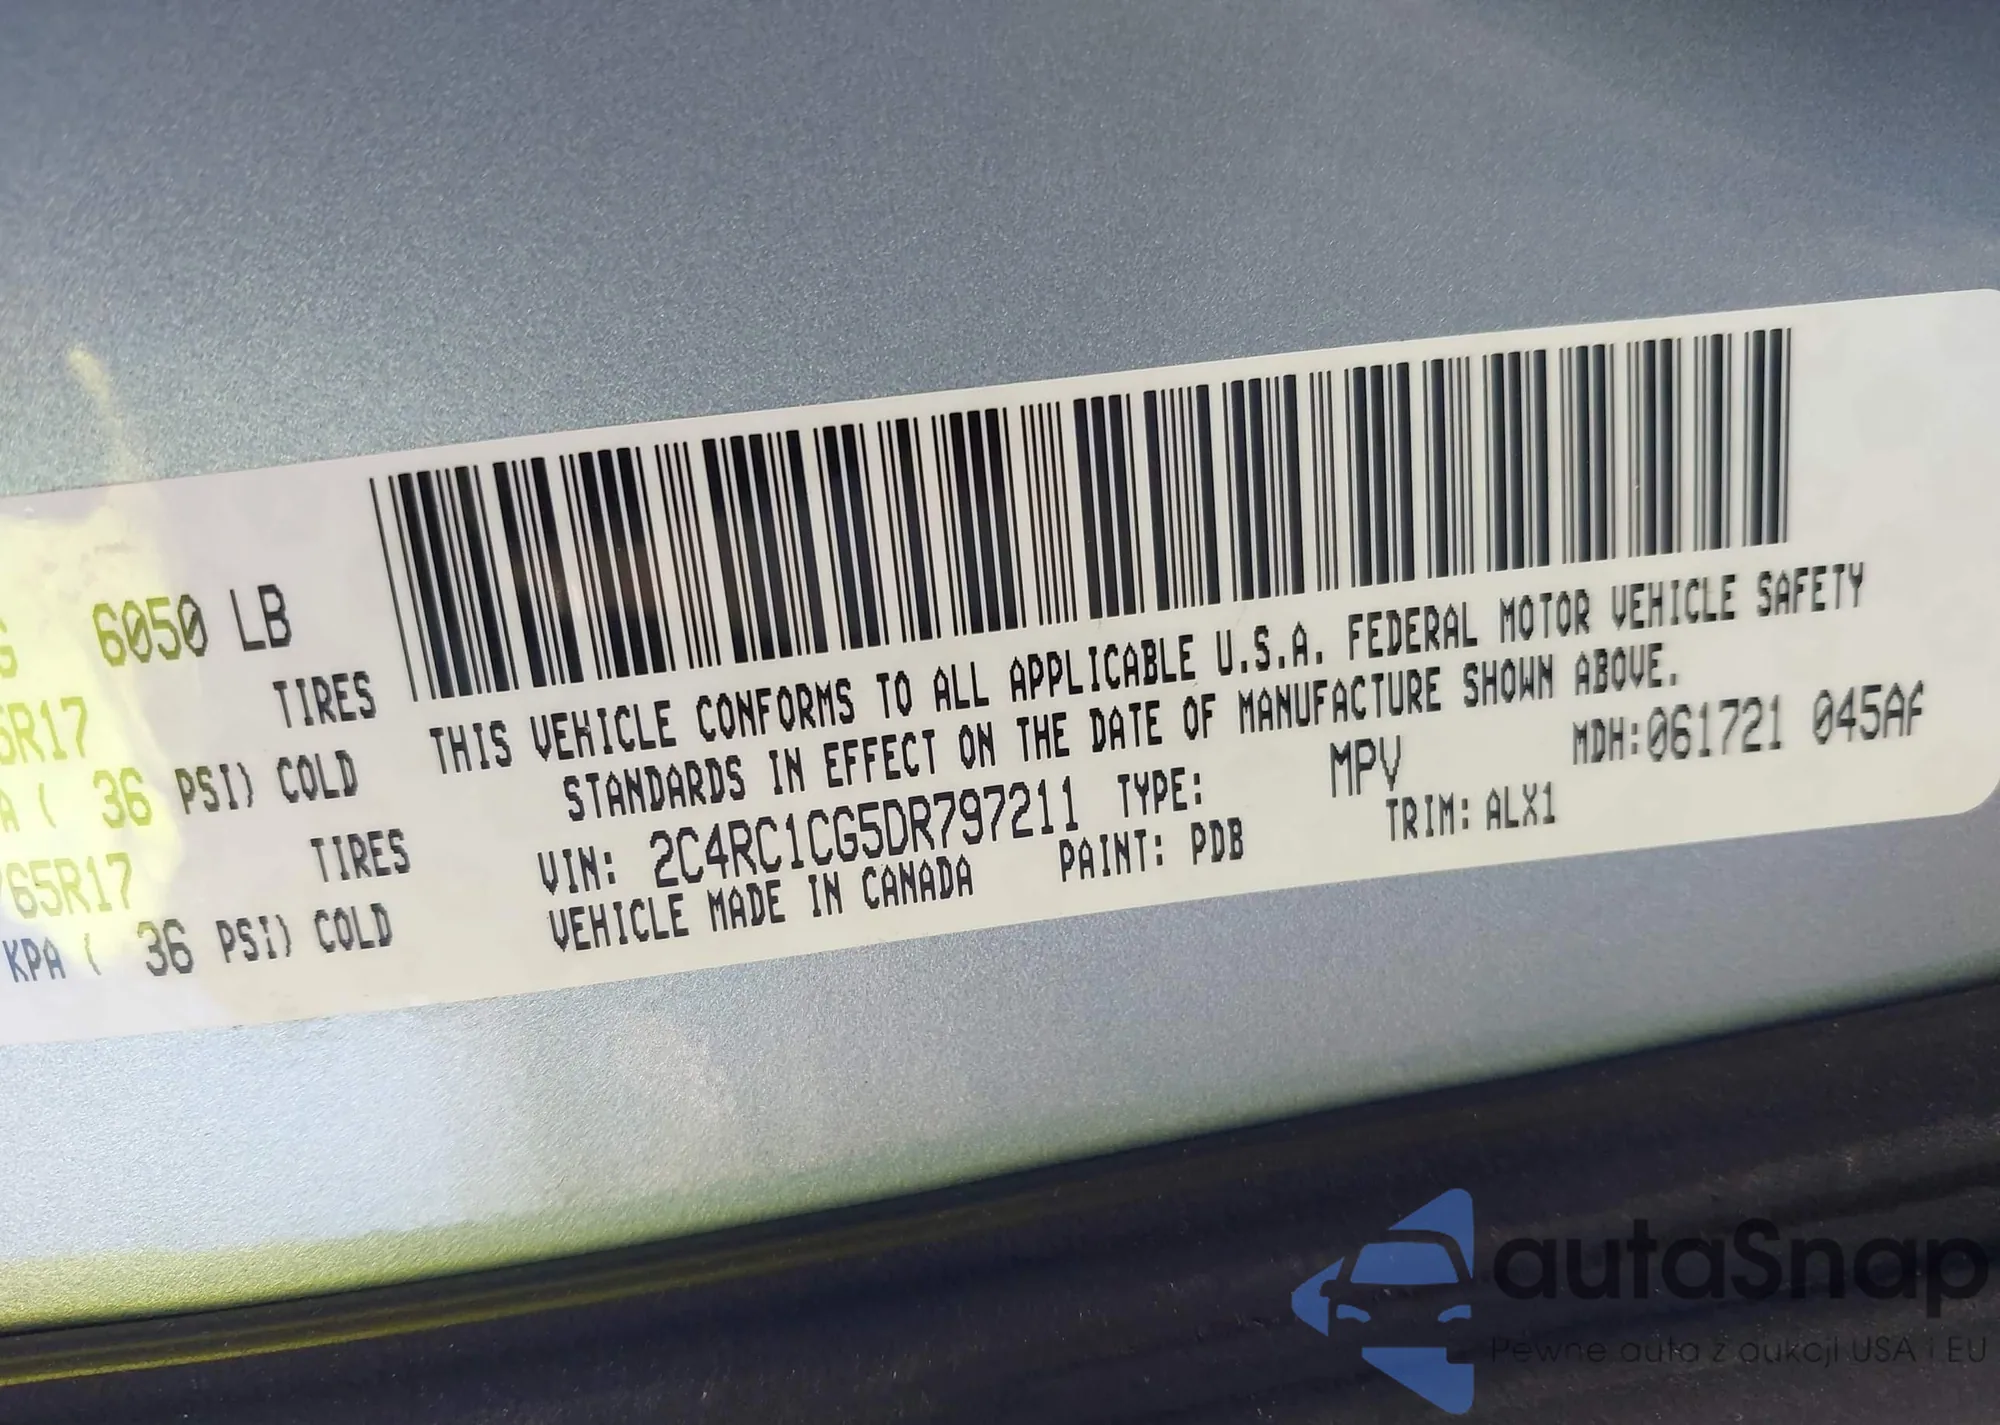 G 6050 LB
TIRES
5R17
A ( 36 PSI) COLD
TIRES
/65R17
KPA ( 36 PSI) COLD
THIS VEHICLE CONFORMS TO ALL APPLICABLE U.S.A. FEDERAL MOTOR VEHICLE SAFETY
STANDARDS IN EFFECT ON THE DATE OF MANUFACTURE SHOWN ABOVE.
MDH:061721 045AF
VIN: 2C4RC1CG5DR797211 TYPE: MPV
VEHICLE MADE IN CANADA PAINT: PDB TRIM: ALX1
autaSnap
Pewne auta z aukcji USA i EU